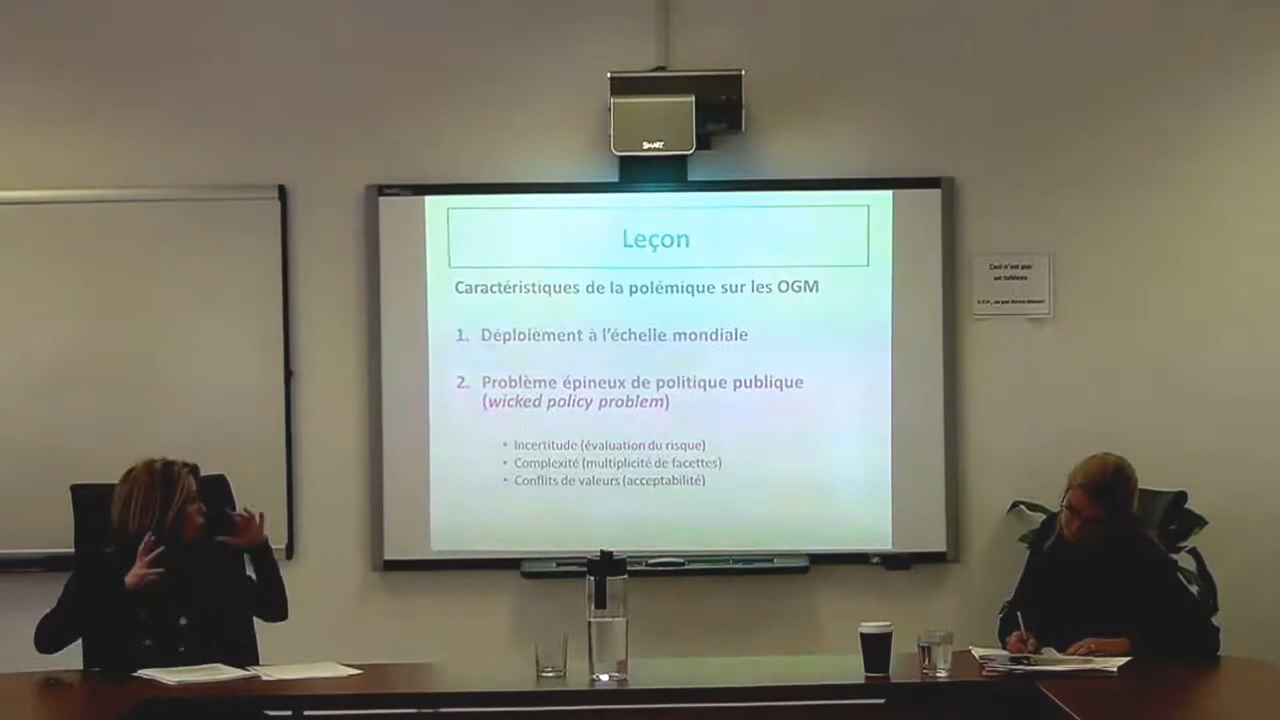 SMART
Leçon
Caractéristiques de la polémique sur les OGM
1. Déploiement à l'échelle mondiale
2. Problème épineux de politique publique
(wicked policy problem)
• Incertitude (évaluation du risque)
• Complexité (multiplicité de facettes)
• Conflits de valeurs (acceptabilité)
Ceci n'est pas
un tableau